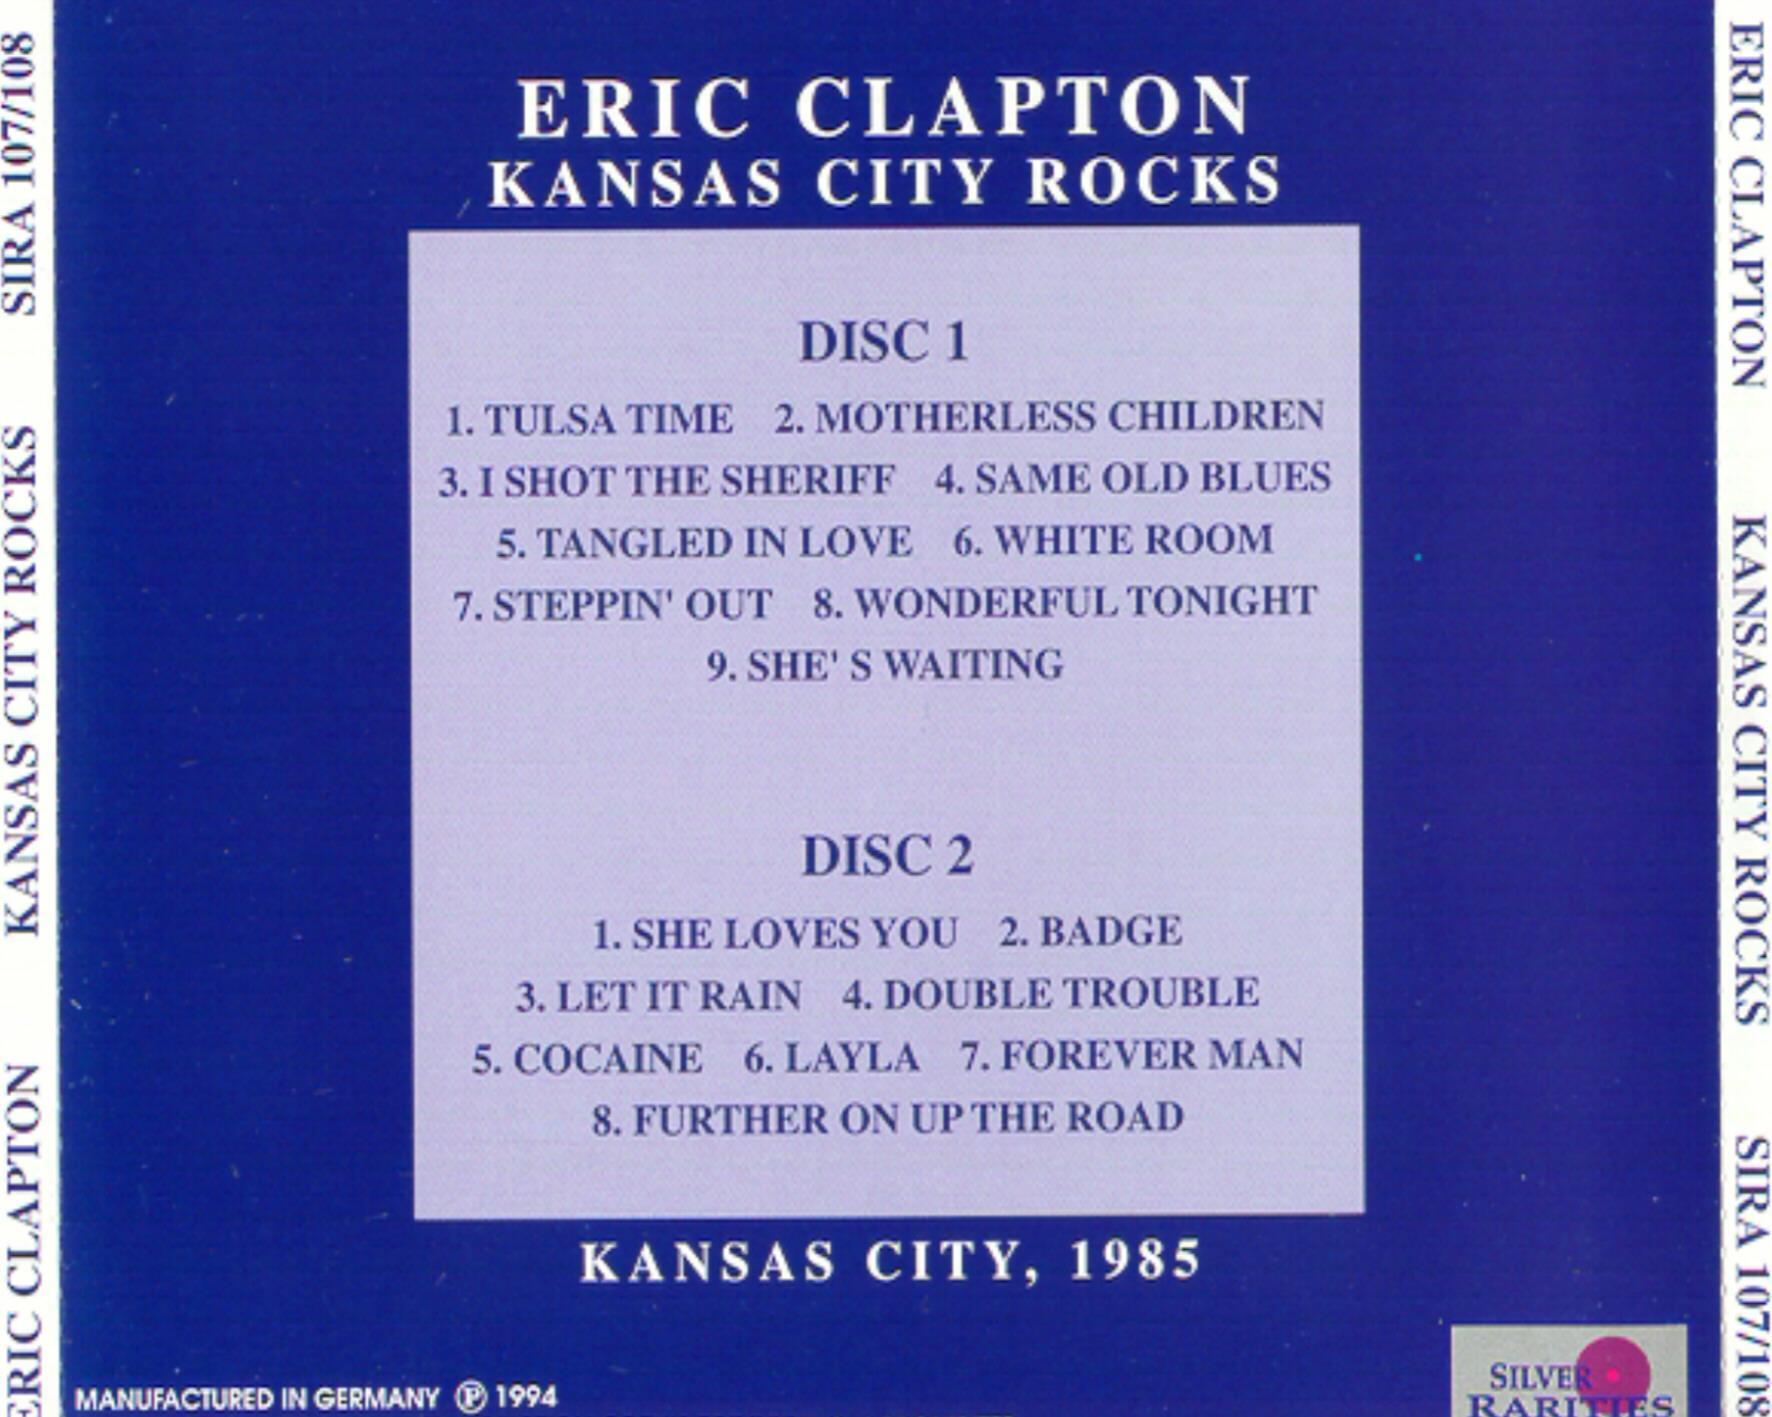 SIRA 107/108
KANSAS CITY ROCKS
ERIC CLAPTON
ERIC CLAPTON
KANSAS CITY ROCKS
DISC 1
1. TULSA TIME 2. MOTHERLESS CHILDREN
3. I SHOT THE SHERIFF 4. SAME OLD BLUES
5. TANGLED IN LOVE 6. WHITE ROOM
7. STEPPIN' OUT 8. WONDERFUL TONIGHT
9. SHE' S WAITING
DISC 2
1. SHE LOVES YOU 2. BADGE
3. LET IT RAIN 4. DOUBLE TROUBLE
5. COCAINE 6. LAYLA 7. FOREVER MAN
8. FURTHER ON UP THE ROAD
KANSAS CITY, 1985
MANUFACTURED IN GERMANY ℗ 1994
SILVER
RARITIES
ERIC CLAPTON
KANSAS CITY ROCKS
SIRA 107/108